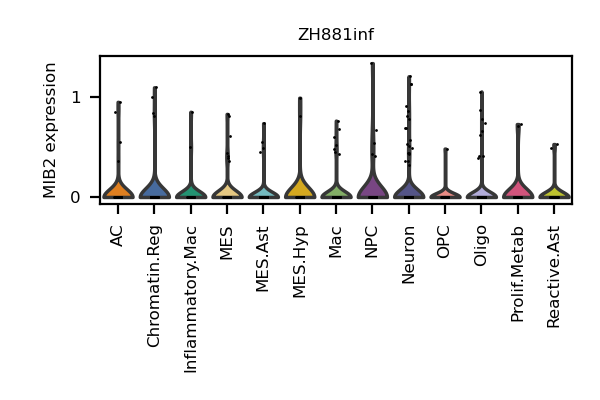 ZH881inf
MIB2 expression
1
0
AC
Chromatin.Reg
Inflammatory.Mac
MES
MES.Ast
MES.Hyp
Mac
NPC
Neuron
OPC
Oligo
Prolif.Metab
Reactive.Ast